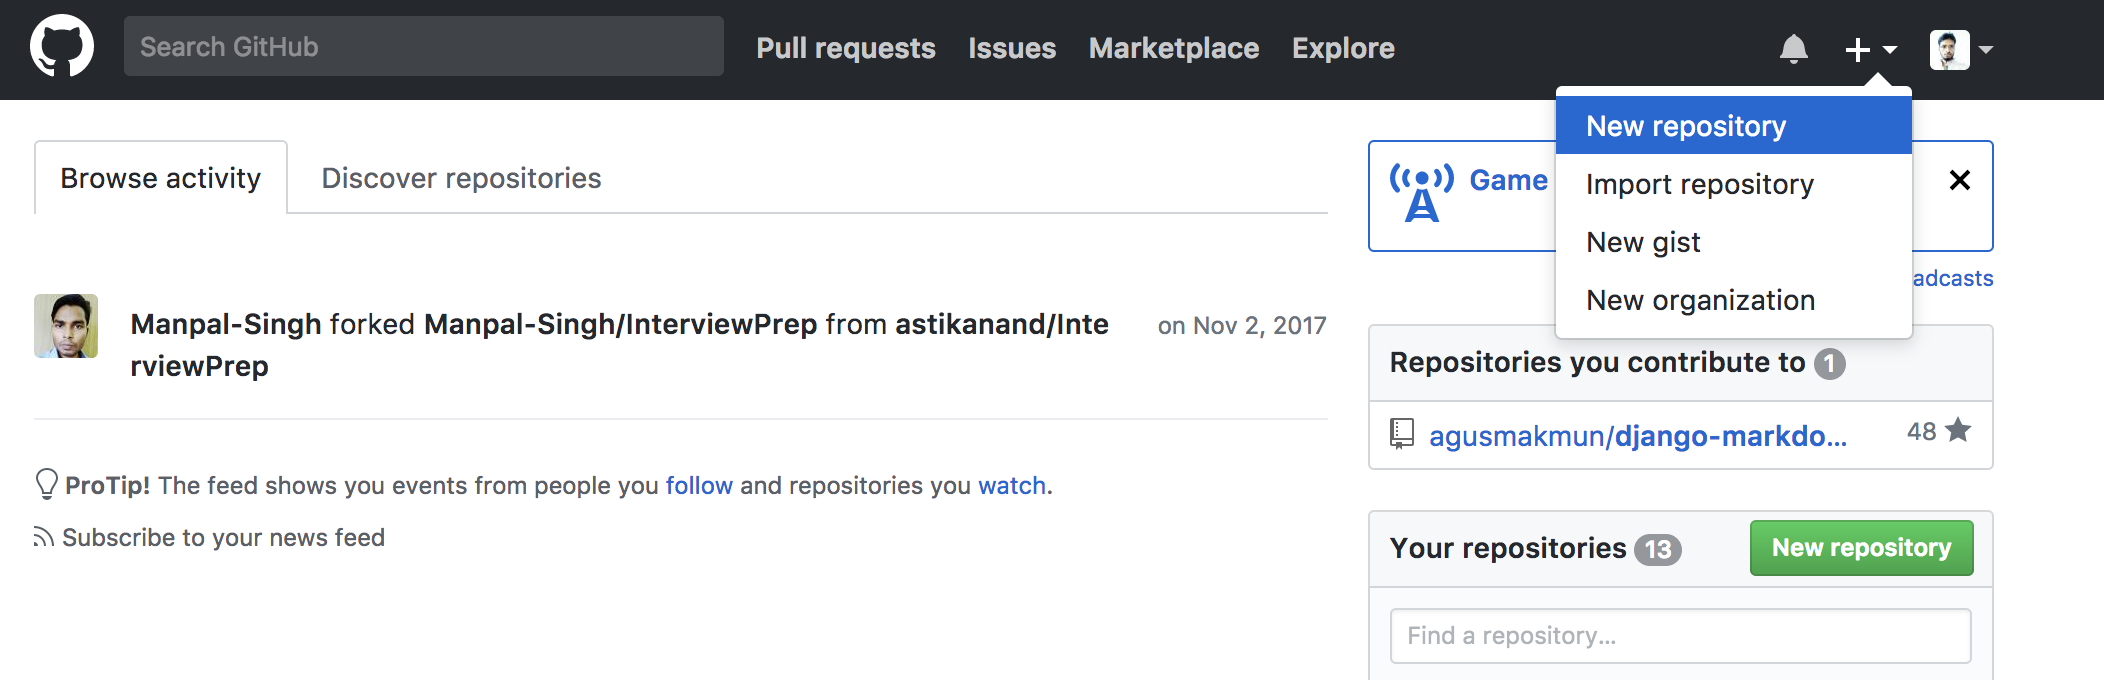 Search GitHub
Pull requests
Issues
Marketplace
Explore
New repository
Import repository
New gist
New organization
Browse activity
Discover repositories
Manpal-Singh forked Manpal-Singh/InterviewPrep from astikanand/Inte
rviewPrep
on Nov 2, 2017
ProTip! The feed shows you events from people you follow and repositories you watch.
Subscribe to your news feed
Game
adcasts
Repositories you contribute to 1
agusmakmun/django-markdo...
48
Your repositories 13
New repository
Find a repository...